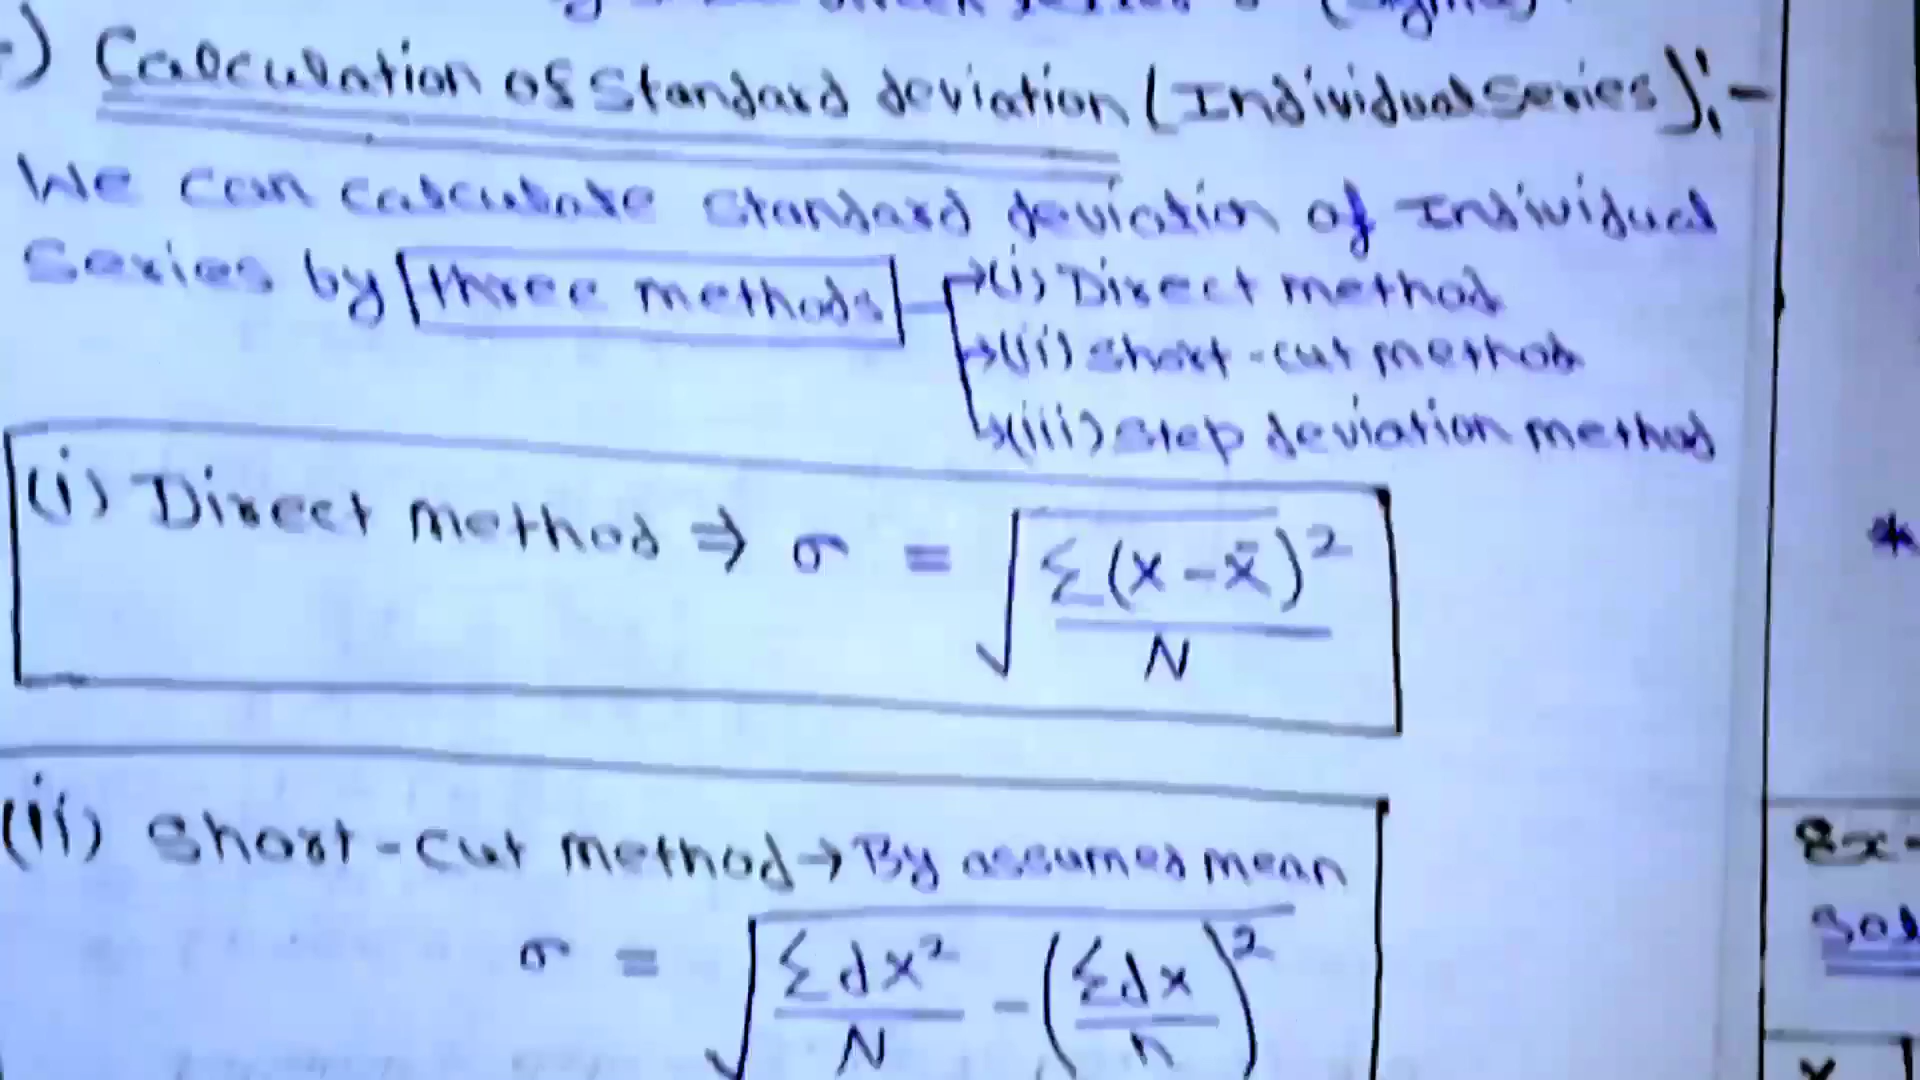 Calculation of Standard deviation (Individual Series):-
We can calculate standard deviation of Individual
Series by three methods
→(i) Direct method
→(ii) short-cut method
→(iii) step deviation method
(i) Direct method ⇒ σ = √(Σ(x-x̄)²/N)
(ii) Short-cut method → By assumed mean
σ = √(Σdx²/N - (Σdx/n)²)
*
Ex-
Sol
x